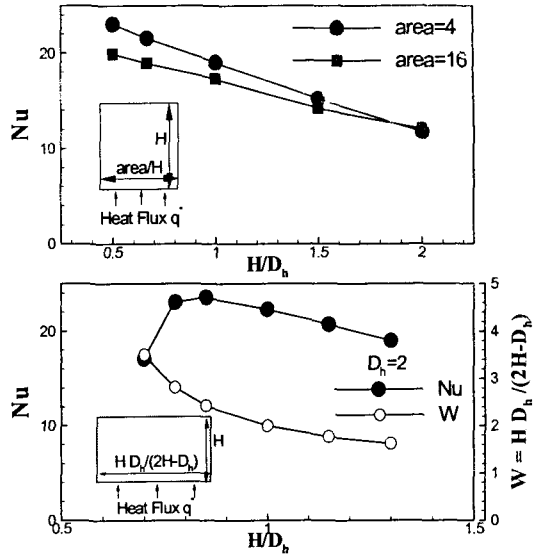 20
10
0
Nu
area=4
area=16
H
area/H
Heat Flux q"
0.5
1
1.5
2
H/D_h
20
10
0
Nu
D_h=2
Nu
W
H
H D_h/(2H-D_h)
Heat Flux q
0.5
1
1.5
H/D_h
5
4
3
2
1
0
W = H D_h /(2H-D_h)